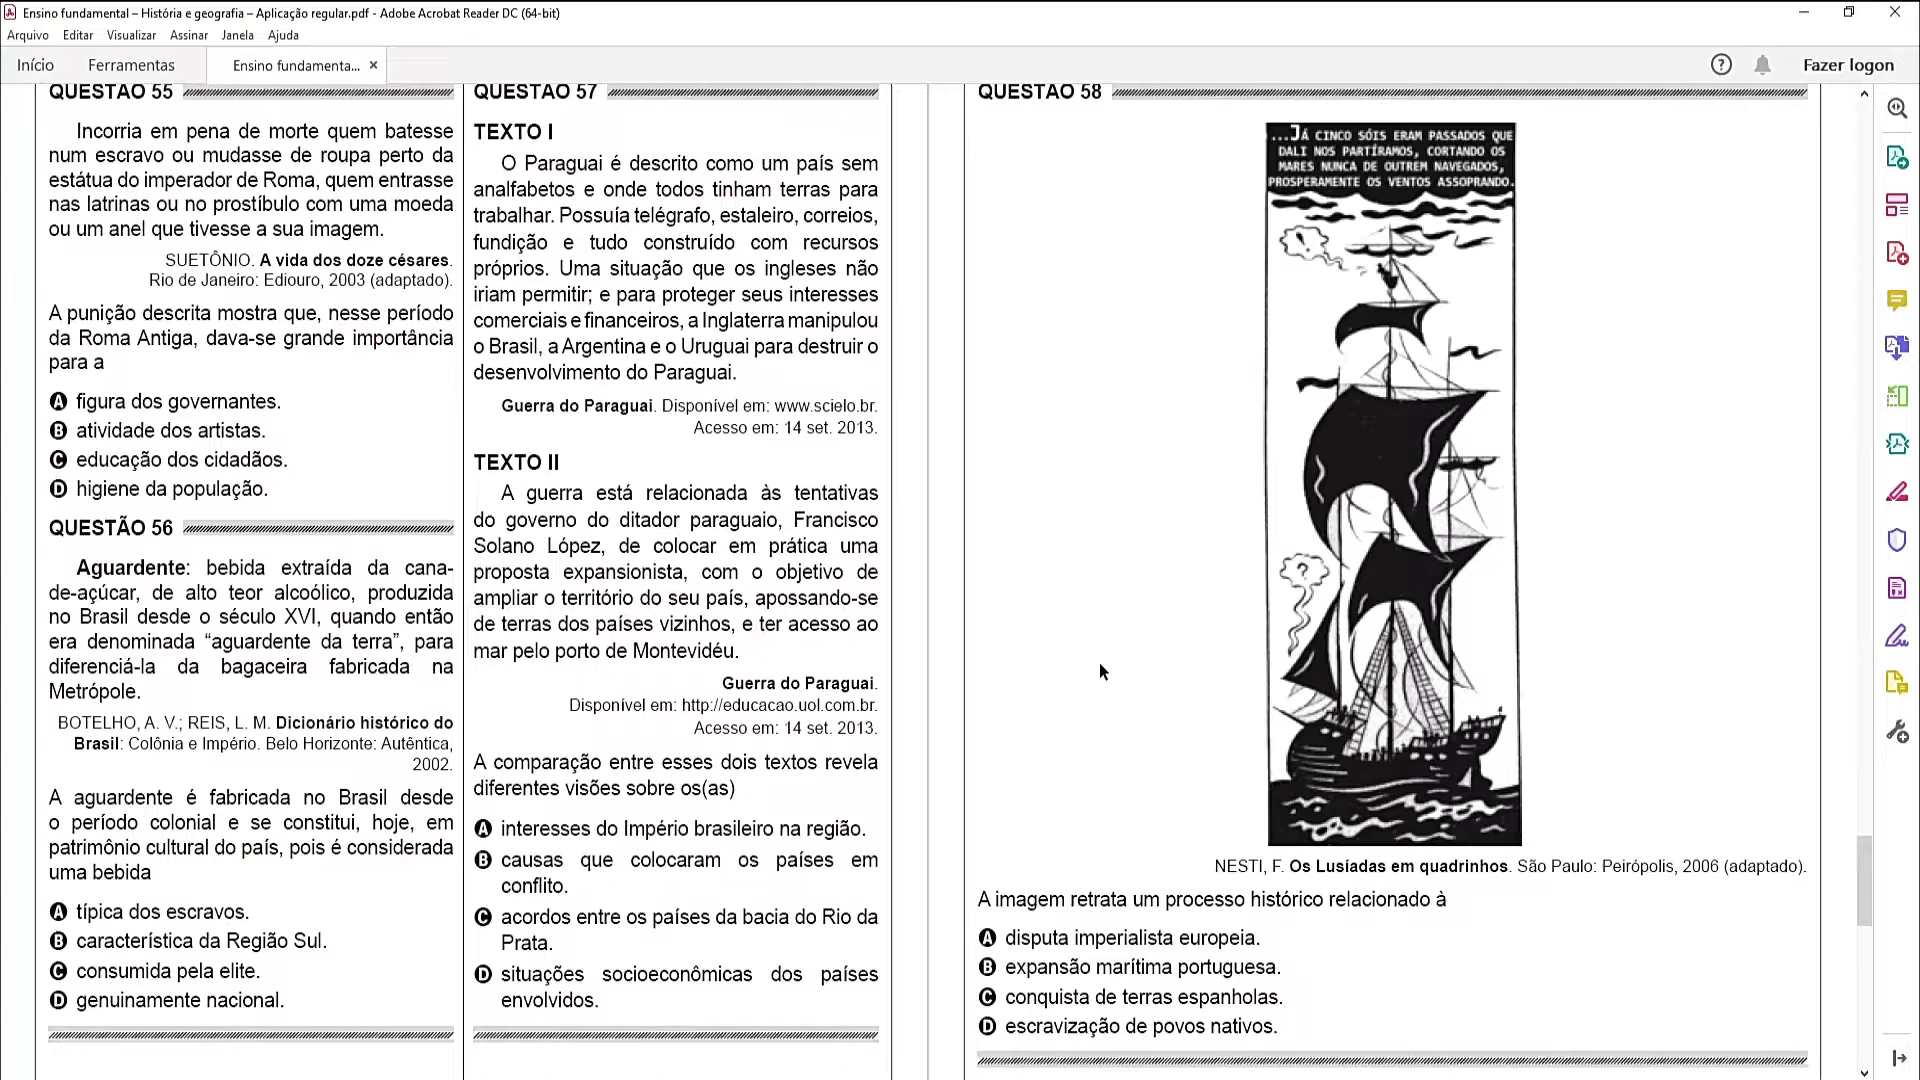 Ensino fundamental – História e geografia – Aplicação regular.pdf - Adobe Acrobat Reader DC (64-bit)
Arquivo Editar Visualizar Assinar Janela Ajuda
Início Ferramentas Ensino fundamenta... × Fazer logon
QUESTÃO 55
Incorria em pena de morte quem batesse
num escravo ou mudasse de roupa perto da
estátua do imperador de Roma, quem entrasse
nas latrinas ou no prostíbulo com uma moeda
ou um anel que tivesse a sua imagem.
SUETÔNIO. A vida dos doze césares.
Rio de Janeiro: Ediouro, 2003 (adaptado).
A punição descrita mostra que, nesse período
da Roma Antiga, dava-se grande importância
para a
A figura dos governantes.
B atividade dos artistas.
C educação dos cidadãos.
D higiene da população.
QUESTÃO 56
Aguardente: bebida extraída da cana-
de-açúcar, de alto teor alcoólico, produzida
no Brasil desde o século XVI, quando então
era denominada “aguardente da terra”, para
diferenciá-la da bagaceira fabricada na
Metrópole.
BOTELHO, A. V.; REIS, L. M. Dicionário histórico do
Brasil: Colônia e Império. Belo Horizonte: Autêntica,
2002.
A aguardente é fabricada no Brasil desde
o período colonial e se constitui, hoje, em
patrimônio cultural do país, pois é considerada
uma bebida
A típica dos escravos.
B característica da Região Sul.
C consumida pela elite.
D genuinamente nacional.
QUESTÃO 57
TEXTO I
O Paraguai é descrito como um país sem
analfabetos e onde todos tinham terras para
trabalhar. Possuía telégrafo, estaleiro, correios,
fundição e tudo construído com recursos
próprios. Uma situação que os ingleses não
iriam permitir; e para proteger seus interesses
comerciais e financeiros, a Inglaterra manipulou
o Brasil, a Argentina e o Uruguai para destruir o
desenvolvimento do Paraguai.
Guerra do Paraguai. Disponível em: www.scielo.br.
Acesso em: 14 set. 2013.
TEXTO II
A guerra está relacionada às tentativas
do governo do ditador paraguaio, Francisco
Solano López, de colocar em prática uma
proposta expansionista, com o objetivo de
ampliar o território do seu país, apossando-se
de terras dos países vizinhos, e ter acesso ao
mar pelo porto de Montevidéu.
Guerra do Paraguai.
Disponível em: http://educacao.uol.com.br.
Acesso em: 14 set. 2013.
A comparação entre esses dois textos revela
diferentes visões sobre os(as)
A interesses do Império brasileiro na região.
B causas que colocaram os países em
conflito.
C acordos entre os países da bacia do Rio da
Prata.
D situações socioeconômicas dos países
envolvidos.
QUESTÃO 58
...JÁ CINCO SÓIS ERAM PASSADOS QUE
DALI NOS PARTÍRAMOS, CORTANDO OS
MARES NUNCA DE OUTREM NAVEGADOS,
PROSPERAMENTE OS VENTOS ASSOPRANDO.
!
?
NESTI, F. Os Lusíadas em quadrinhos. São Paulo: Peirópolis, 2006 (adaptado).
A imagem retrata um processo histórico relacionado à
A disputa imperialista europeia.
B expansão marítima portuguesa.
C conquista de terras espanholas.
D escravização de povos nativos.